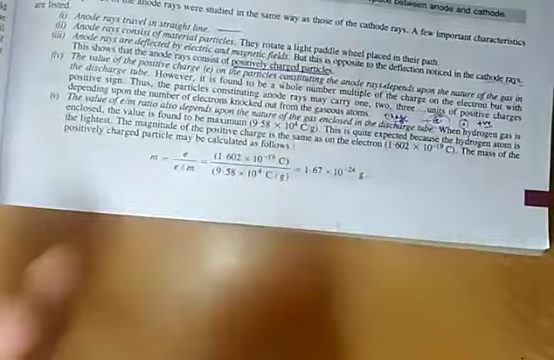 space between anode and cathode.
the anode rays were studied in the same way as those of the cathode rays. A few important characteristics
are listed.
(i) Anode rays travel in straight line.
(ii) Anode rays consist of material particles. They rotate a light paddle wheel placed in their path.
(iii) Anode rays are deflected by electric and magnetic fields. But this is opposite to the deflection noticed in the cathode rays.
This shows that the anode rays consist of positively charged particles.
(iv) The value of the positive charge (e) on the particles constituting the anode rays depends upon the nature of the gas in
the discharge tube. However, it is found to be a whole number multiple of the charge on the electron but with
positive sign. Thus, the particles constituting anode rays may carry one, two, three.... units of positive charges
depending upon the number of electrons knocked out from the gaseous atoms.
(v) The value of e/m ratio also depends upon the nature of the gas enclosed in the discharge tube. When hydrogen gas is
enclosed, the value is found to be maximum (9·58 × 10⁴ C/g). This is quite expected because the hydrogen atom is
the lightest. The magnitude of the positive charge is the same as on the electron (1·602 × 10⁻¹⁹ C). The mass of the
positively charged particle may be calculated as follows :
m = e / e/m = (1·602 × 10⁻¹⁹ C) / (9·58 × 10⁴ C/g) = 1·67 × 10⁻²⁴ g.